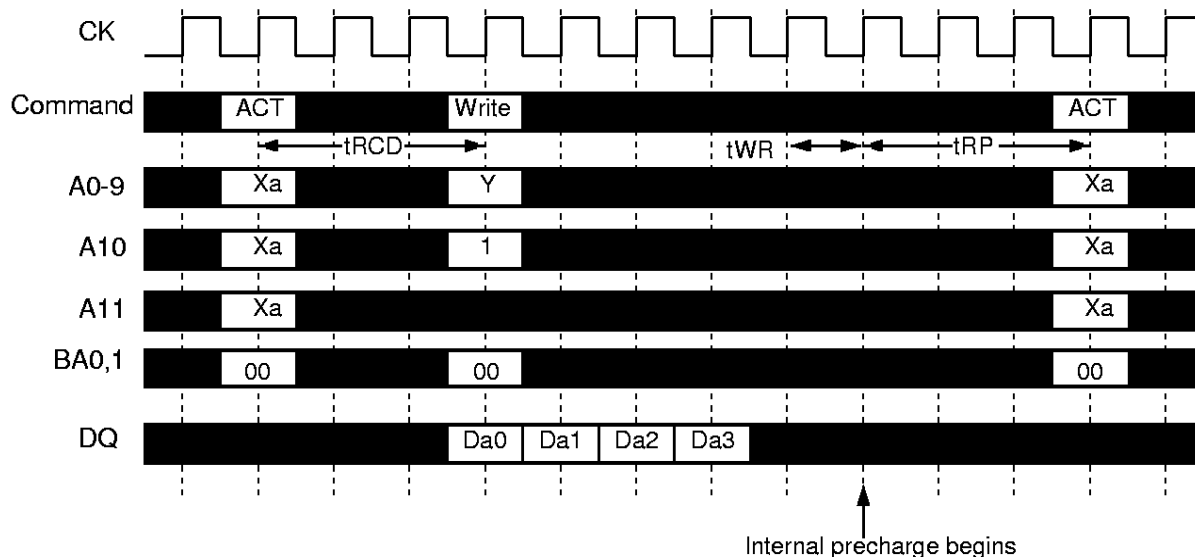 CK
Command ACT Write ACT
tRCD tWR tRP
A0-9 Xa Y Xa
A10 Xa 1 Xa
A11 Xa Xa
BA0,1 00 00 00
DQ Da0 Da1 Da2 Da3
Internal precharge begins